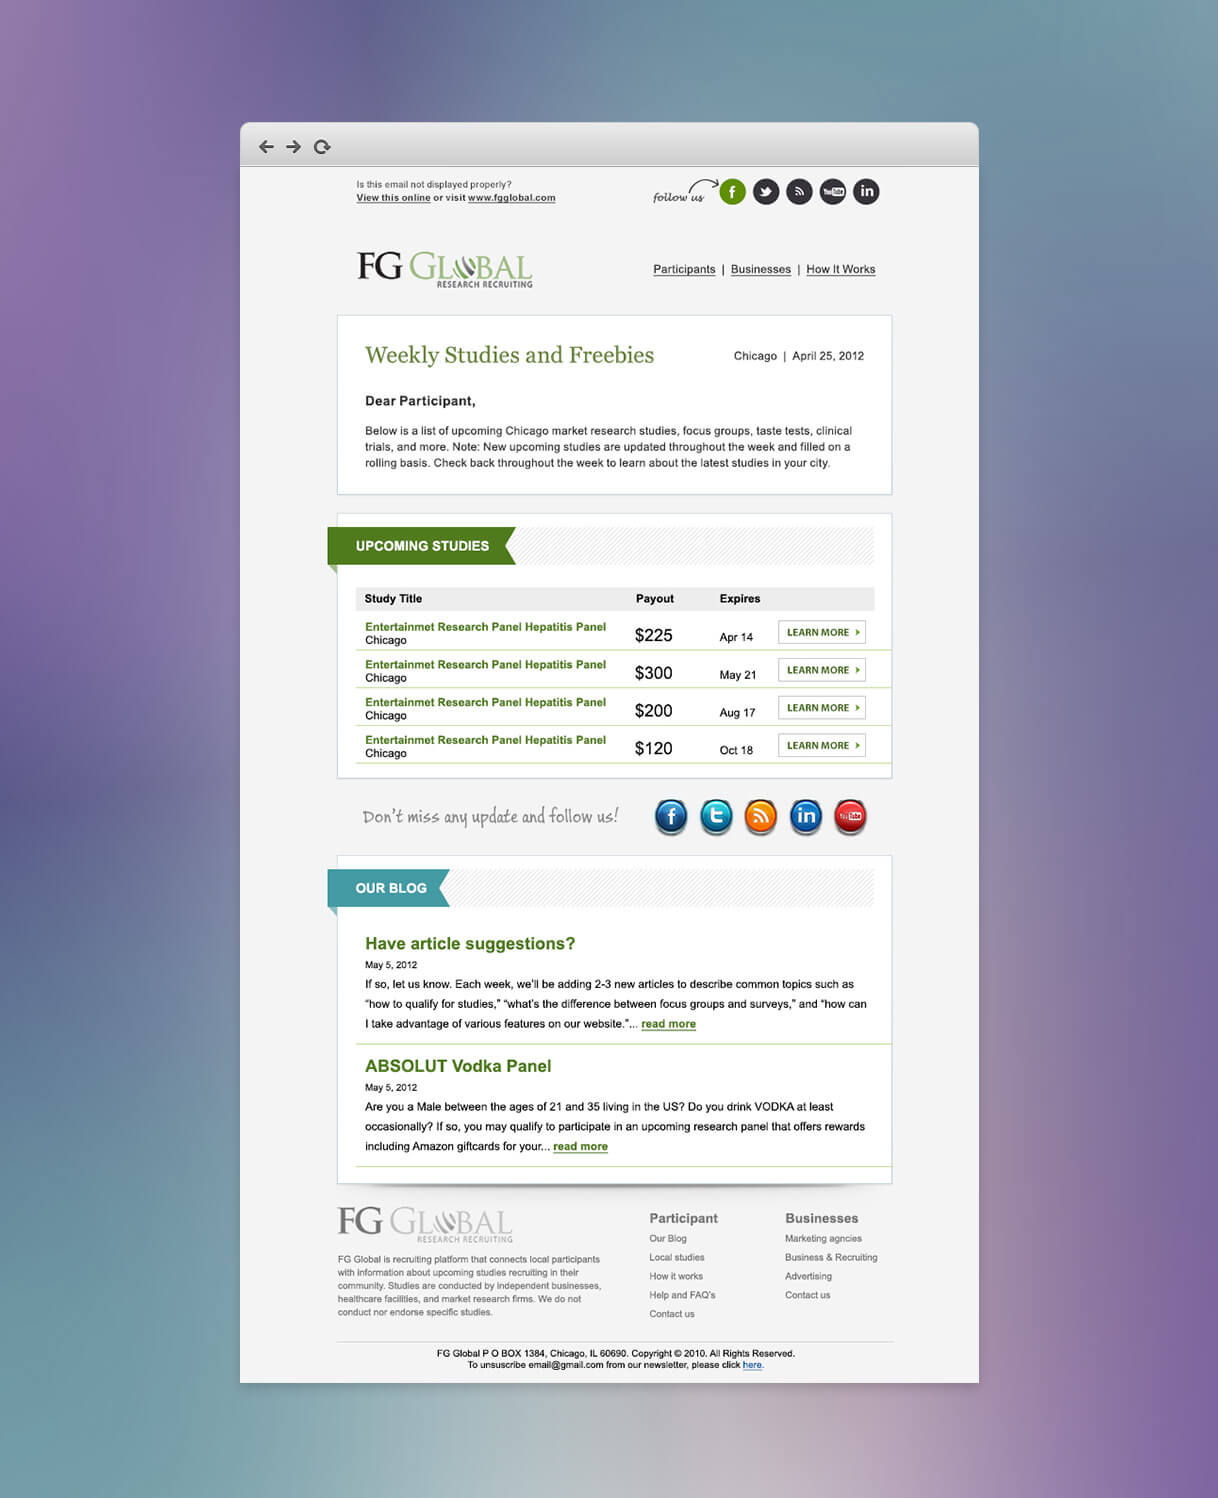 Is this email not displayed properly?
View this online or visit www.fgglobal.com
follow us
f
You Tube
in
FG GLOBAL
RESEARCH RECRUITING
Participants | Businesses | How It Works
Weekly Studies and Freebies
Chicago | April 25, 2012
Dear Participant,
Below is a list of upcoming Chicago market research studies, focus groups, taste tests, clinical
trials, and more. Note: New upcoming studies are updated throughout the week and filled on a
rolling basis. Check back throughout the week to learn about the latest studies in your city.
UPCOMING STUDIES
Study Title Payout Expires
Entertainmet Research Panel Hepatitis Panel
Chicago
$225 Apr 14 LEARN MORE
Entertainmet Research Panel Hepatitis Panel
Chicago
$300 May 21 LEARN MORE
Entertainmet Research Panel Hepatitis Panel
Chicago
$200 Aug 17 LEARN MORE
Entertainmet Research Panel Hepatitis Panel
Chicago
$120 Oct 18 LEARN MORE
Don't miss any update and follow us!
f
t
in
You Tube
OUR BLOG
Have article suggestions?
May 5, 2012
If so, let us know. Each week, we'll be adding 2-3 new articles to describe common topics such as
“how to qualify for studies,” “what's the difference between focus groups and surveys,” and “how can
I take advantage of various features on our website.”... read more
ABSOLUT Vodka Panel
May 5, 2012
Are you a Male between the ages of 21 and 35 living in the US? Do you drink VODKA at least
occasionally? If so, you may qualify to participate in an upcoming research panel that offers rewards
including Amazon giftcards for your... read more
FG GLOBAL
RESEARCH RECRUITING
FG Global is recruiting platform that connects local participants
with information about upcoming studies recruiting in their
community. Studies are conducted by independent businesses,
healthcare facilities, and market research firms. We do not
conduct nor endorse specific studies.
Participant
Our Blog
Local studies
How it works
Help and FAQ's
Contact us
Businesses
Marketing agncies
Business & Recruiting
Advertising
Contact us
FG Global P O BOX 1384, Chicago, IL 60690. Copyright © 2010. All Rights Reserved.
To unsuscribe email@gmail.com from our newsletter, please click here.